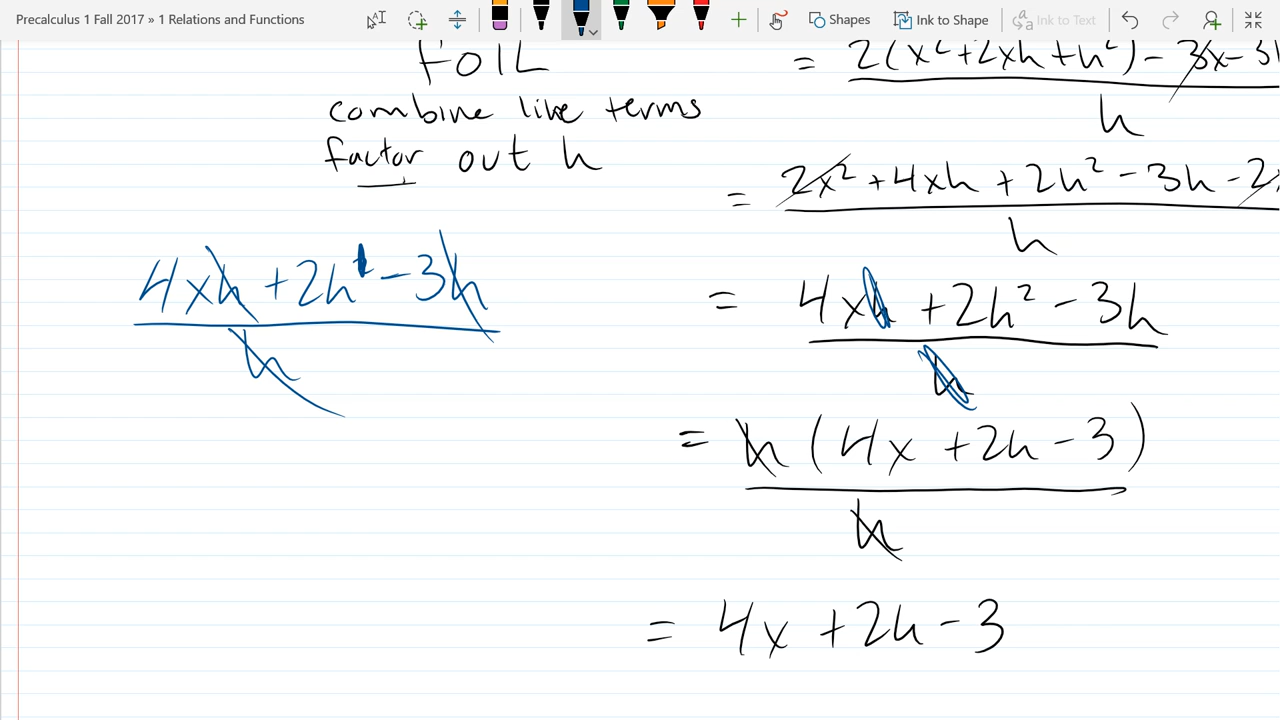 Precalculus 1 Fall 2017 » 1 Relations and Functions
Shapes
Ink to Shape
Ink to Text
FOIL
combine like terms
factor out h
= 2(x²+2xh+h²) - 3x - 3
h
= 2x² + 4xh + 2h² - 3h - 2
h
4xh + 2h - 3h
h
= 4xh + 2h² - 3h
h
= h(4x + 2h - 3)
h
= 4x + 2h - 3